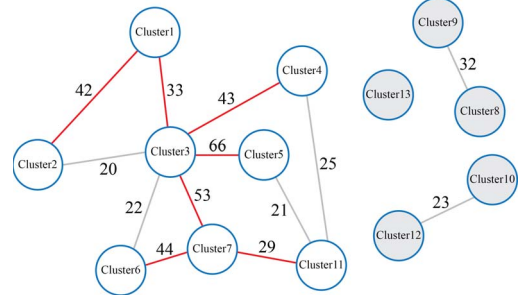 Cluster1
Cluster9
Cluster4
32
42
33
43
Cluster13
Cluster8
Cluster3
66
Cluster5
Cluster2
20
25
Cluster10
22
53
21
23
Cluster12
44
Cluster7
29
Cluster6
Cluster11